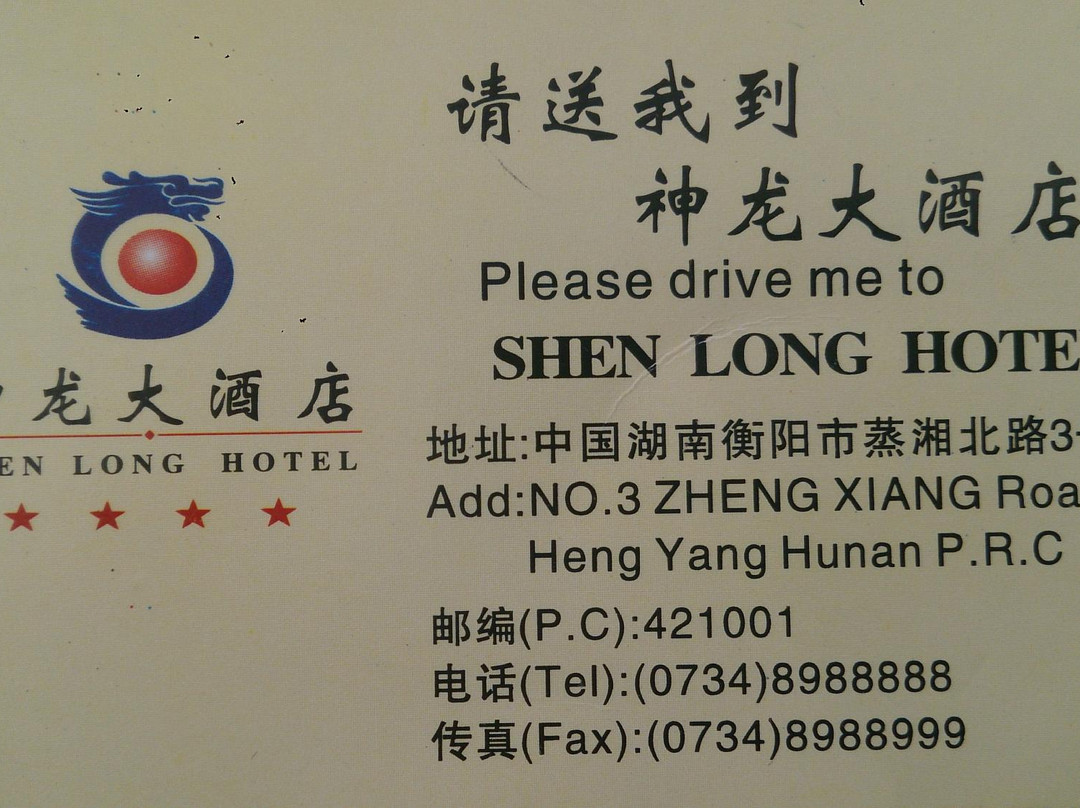 请送我到
神龙大酒店
Please drive me to
SHEN LONG HOTE
龙大酒店
EN LONG HOTEL
地址:中国湖南衡阳市蒸湘北路3
Add:NO.3 ZHENG XIANG Roa
Heng Yang Hunan P.R.C
邮编(P.C):421001
电话(Tel):(0734)8988888
传真(Fax):(0734)8988999